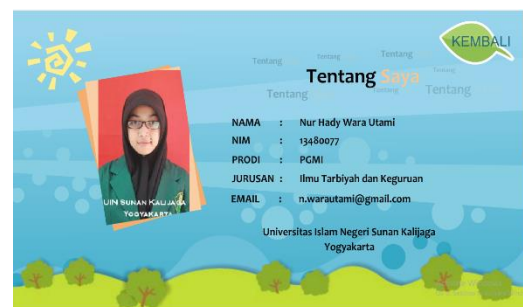 KEMBALI
Tentang
Tentang
Tentang
Tentang Saya
Tentang
Tentang
Tentang
Tentang
NAMA : Nur Hady Wara Utami
NIM : 13480077
PRODI : PGMI
JURUSAN : Ilmu Tarbiyah dan Keguruan
EMAIL : n.warautami@gmail.com
UIN SUNAN KALIJAGA
YOGYAKARTA
Universitas Islam Negeri Sunan Kalijaga
Yogyakarta